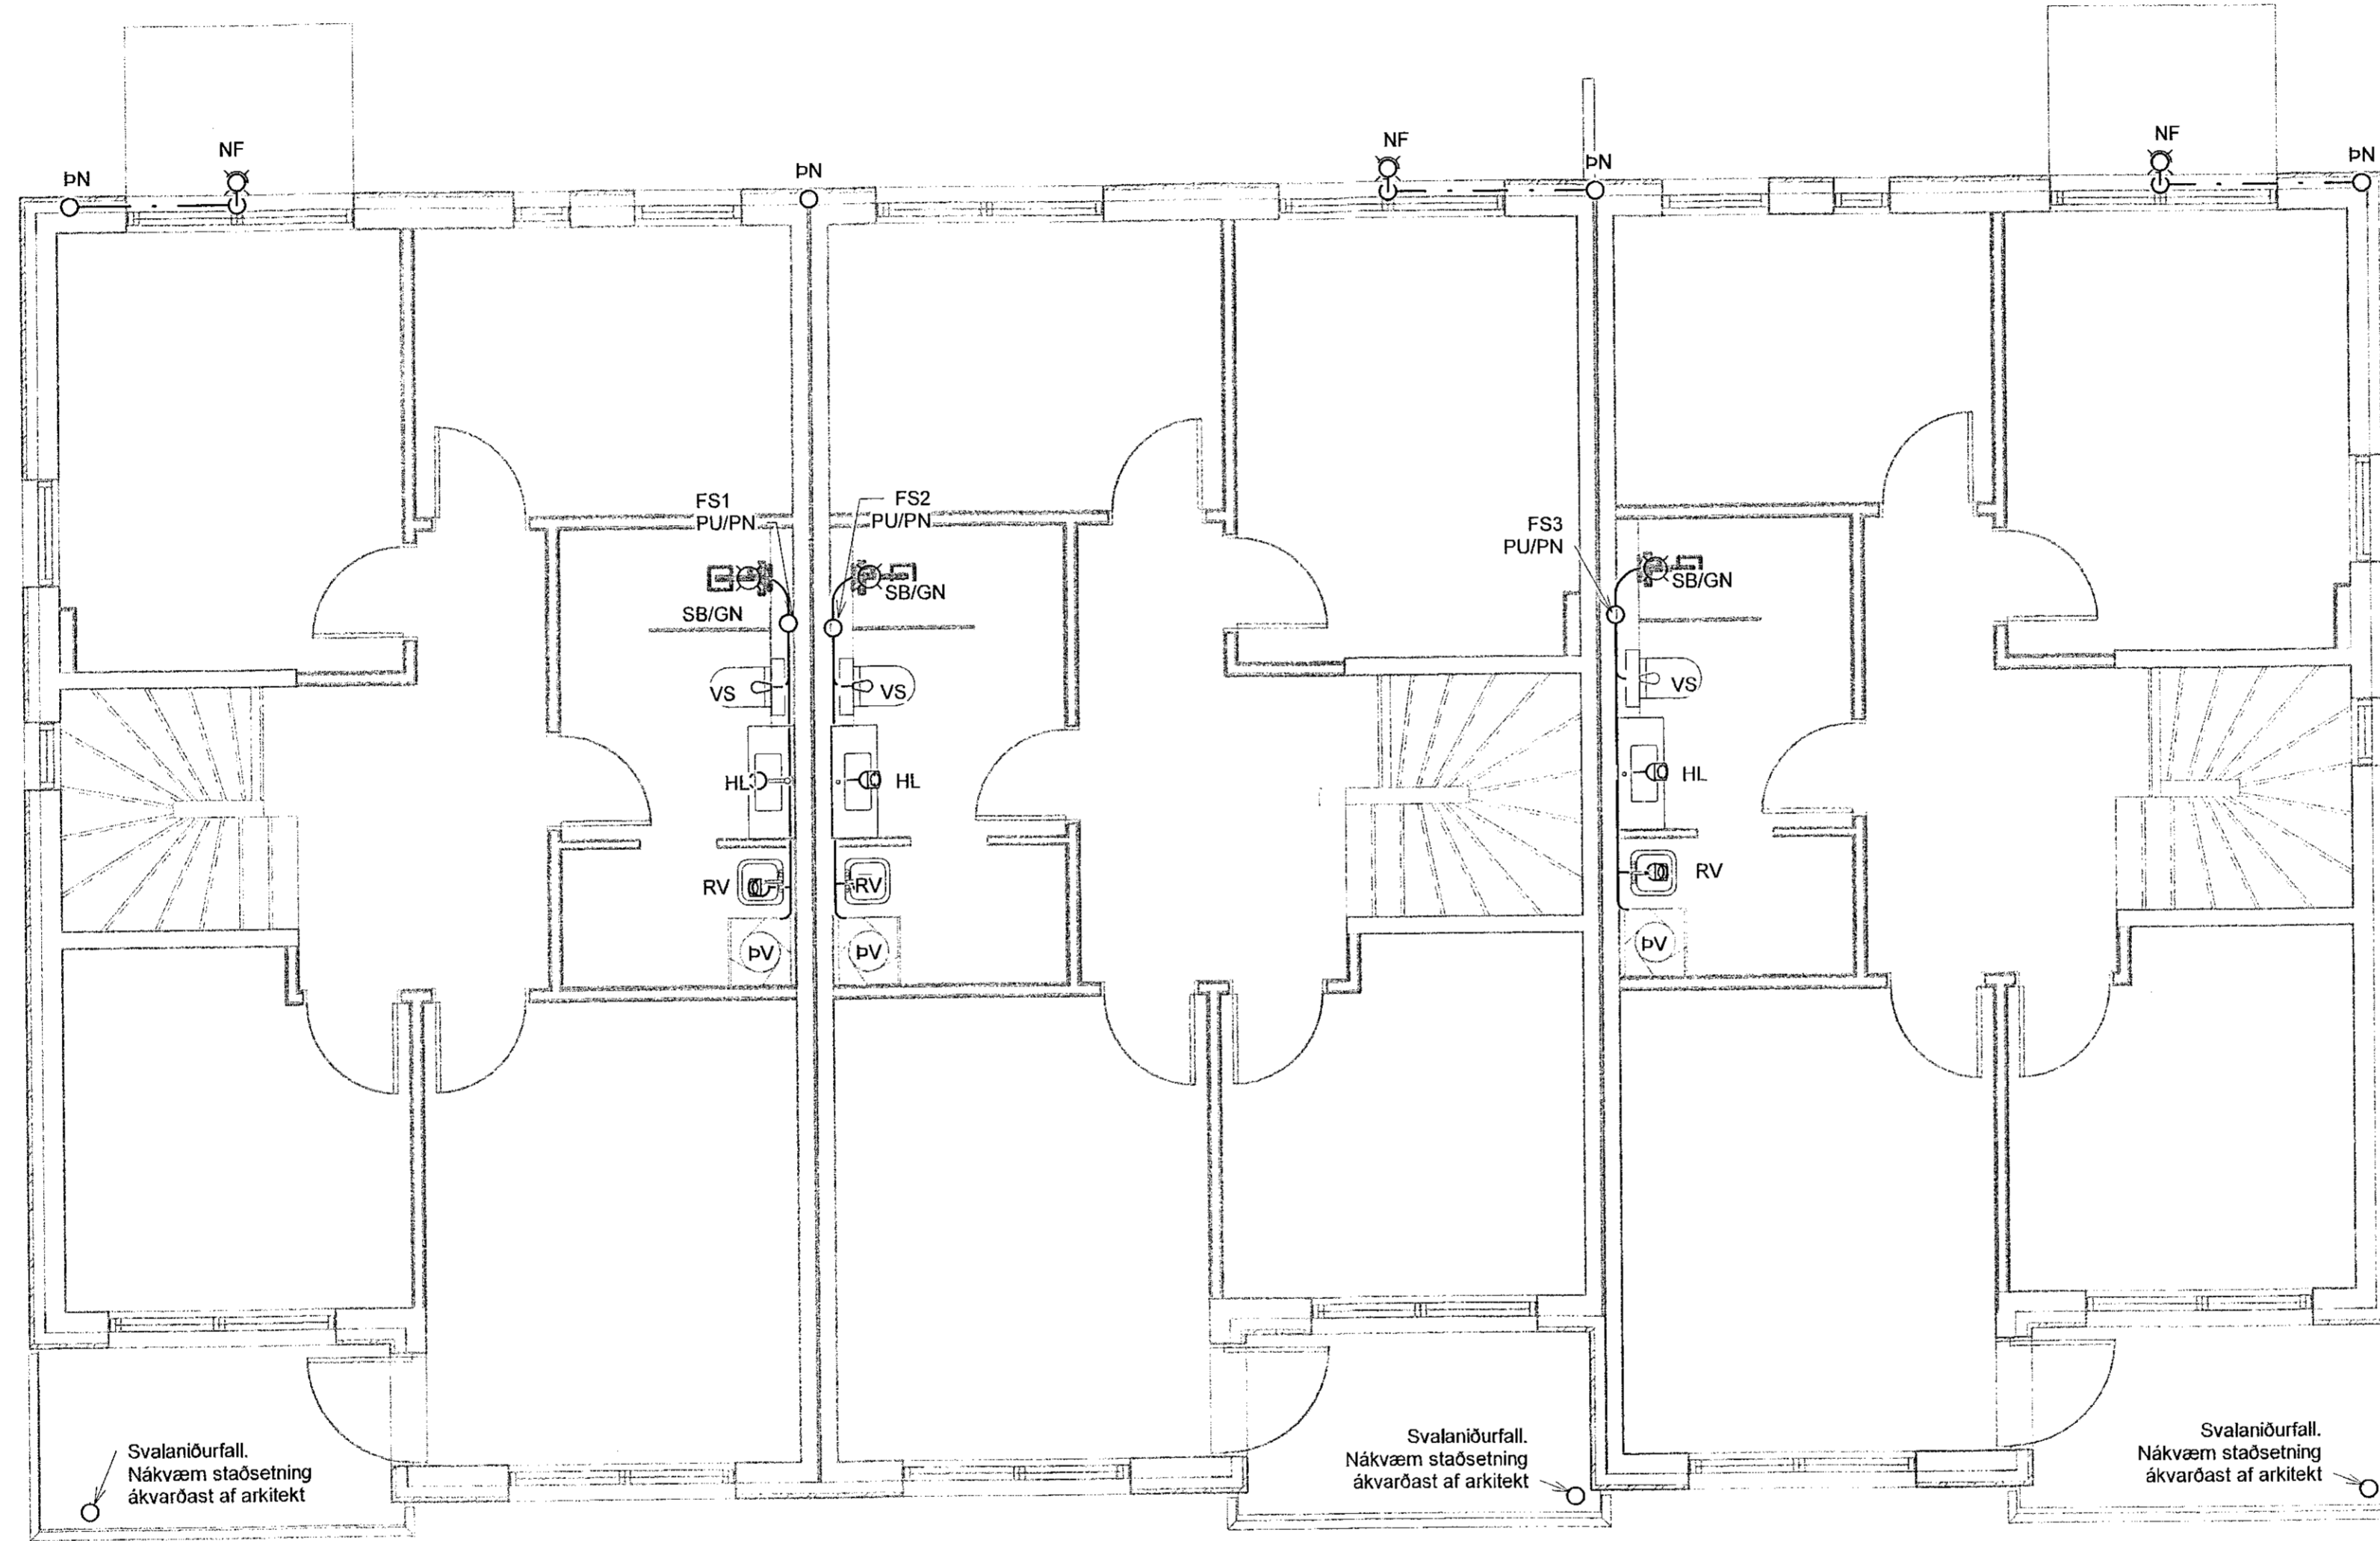 NF
NF
NF
ÞN
ÞN
ÞN
ÞN
FS1
PU/PN
FS2
PU/PN
FS3
PU/PN
SB/GN
SB/GN
SB/GN
VS
VS
VS
HL
HL
HL
RV
RV
RV
ÞV
ÞV
ÞV
Svalaniðurfall.
Nákvæm staðsetning
ákvarðast af arkitekt
Svalaniðurfall.
Nákvæm staðsetning
ákvarðast af arkitekt
Svalaniðurfall.
Nákvæm staðsetning
ákvarðast af arkitekt